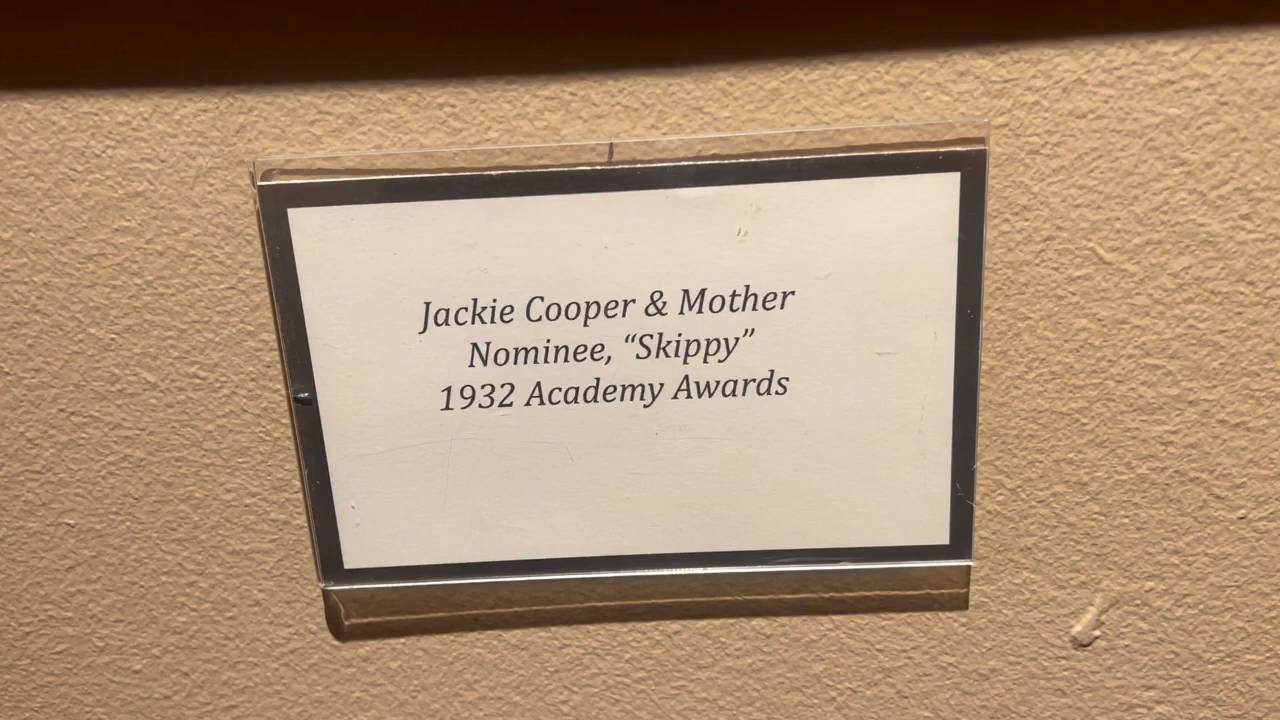 Jackie Cooper & Mother
Nominee, “Skippy”
1932 Academy Awards